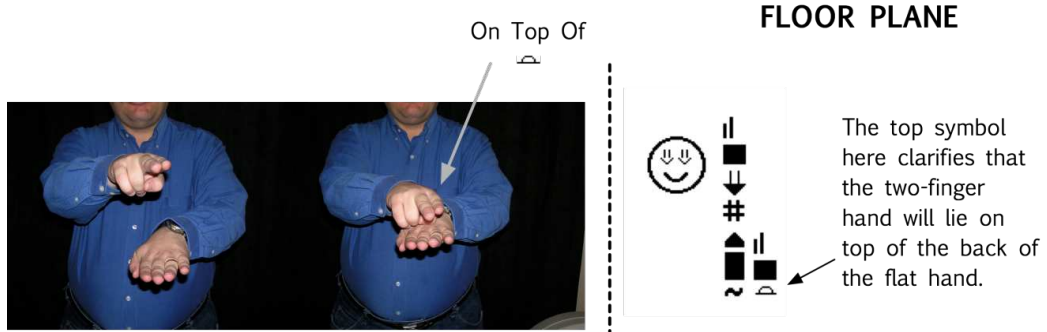 FLOOR PLANE
On Top Of
The top symbol
here clarifies that
the two-finger
hand will lie on
top of the back of
the flat hand.